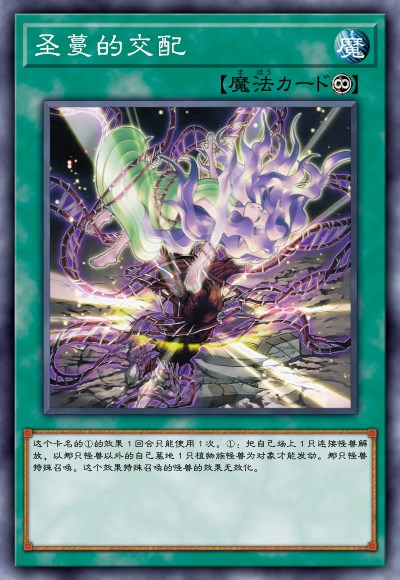 圣蔓的交配
魔
【魔法カード】
ま ほう
这个卡名的①的效果1回合只能使用1次。①：把自己场上1只连接怪兽解
放，以那只怪兽以外的自己墓地1只植物族怪兽为对象才能发动。那只怪兽
特殊召唤。这个效果特殊召唤的怪兽的效果无效化。